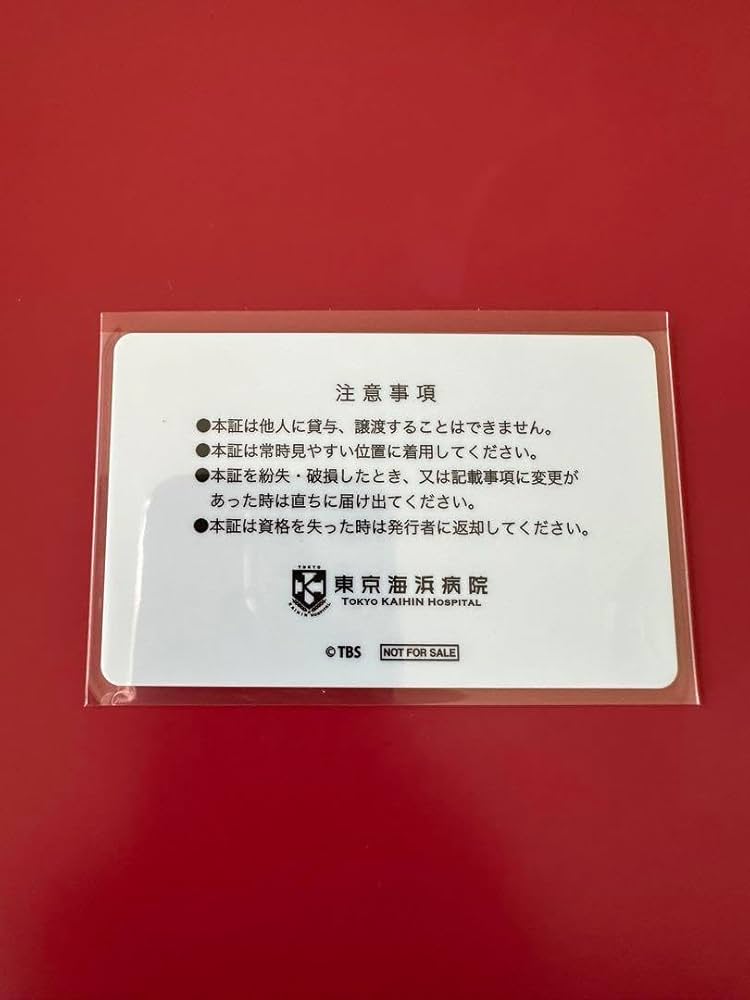 注意事項
●本証は他人に貸与、譲渡することはできません。
●本証は常時見やすい位置に着用してください。
●本証を紛失・破損したとき、又は記載事項に変更が
あった時は直ちに届け出てください。
●本証は資格を失った時は発行者に返却してください。
TOKYO
K
KAIHIN HOSPITAL
東京海浜病院
TOKYO KAIHIN HOSPITAL
©TBS NOT FOR SALE